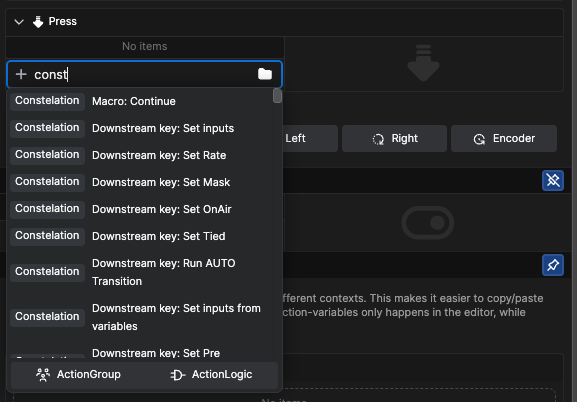 Press
No items
const
Constelation Macro: Continue
Constelation Downstream key: Set inputs
Constelation Downstream key: Set Rate
Constelation Downstream key: Set Mask
Constelation Downstream key: Set OnAir
Constelation Downstream key: Set Tied
Constelation Downstream key: Run AUTO
Transition
Constelation Downstream key: Set inputs from
variables
Downstream key: Set Pre
ActionGroup ActionLogic
Left Right Encoder
fferent contexts. This makes it easier to copy/paste
ction-variables only happens in the editor, while